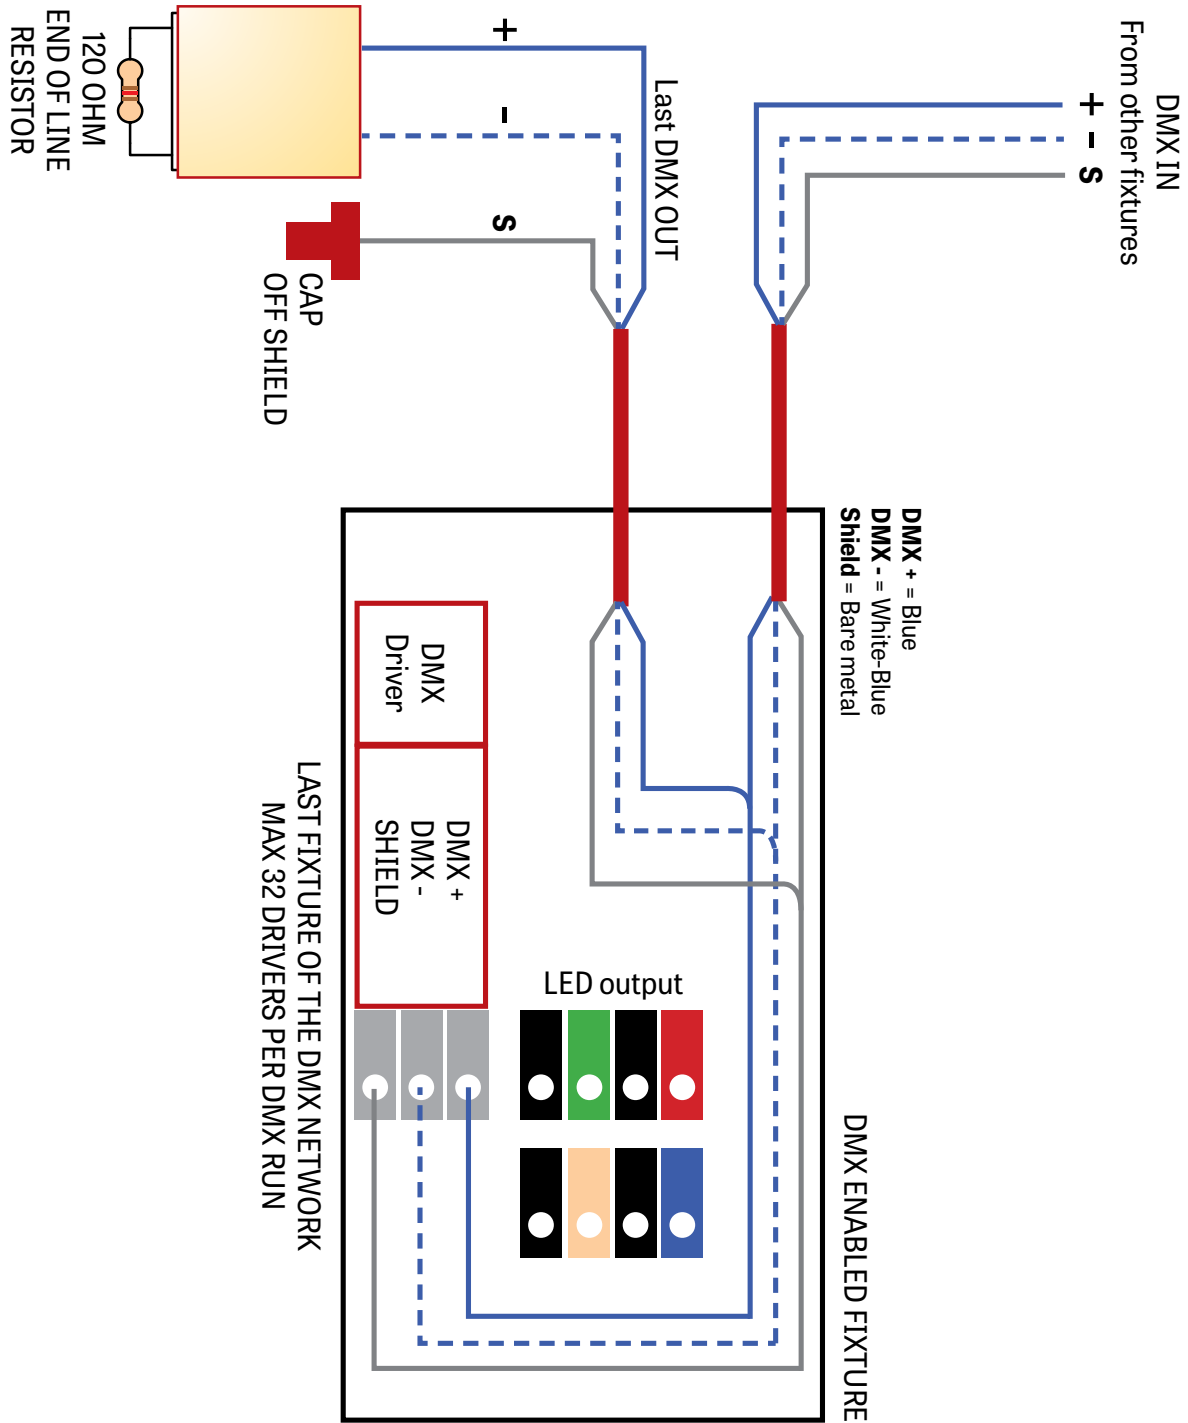 DMX IN
From other fixtures
+
-
s
Last DMX OUT
+
-
s
120 OHM
END OF LINE
RESISTOR
CAP
OFF SHIELD
DMX + = Blue
DMX - = White-Blue
Shield = Bare metal
DMX
Driver
DMX +
DMX -
SHIELD
LED output
DMX ENABLED FIXTURE
LAST FIXTURE OF THE DMX NETWORK
MAX 32 DRIVERS PER DMX RUN